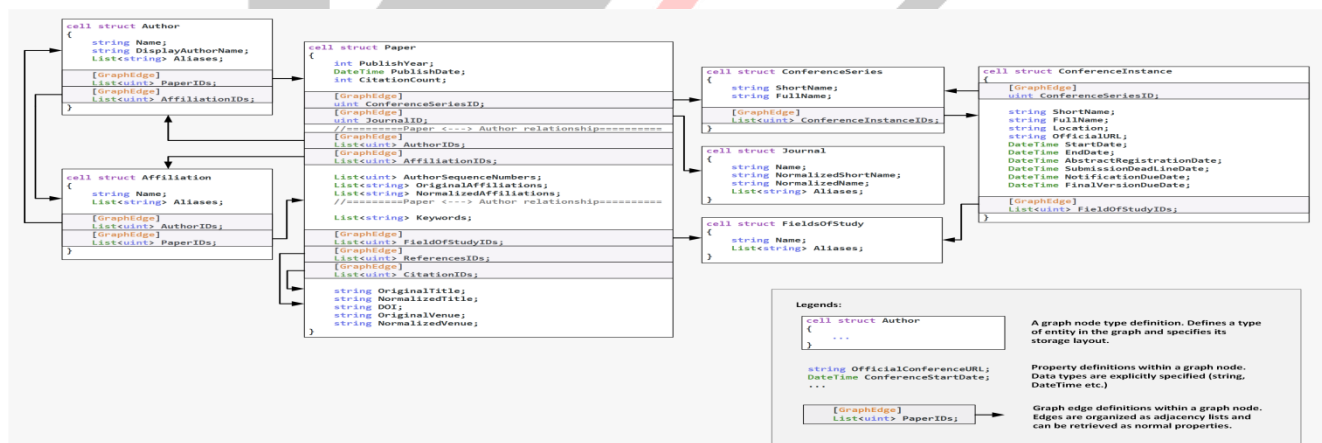 cell struct Author
{
string Name;
string DisplayAuthorName;
List<string> Aliases;
[GraphEdge]
List<uint> PaperIDs;
[GraphEdge]
List<uint> AffiliationIDs;
}
cell struct Affiliation
{
string Name;
List<string> Aliases;
[GraphEdge]
List<uint> AuthorIDs;
[GraphEdge]
List<uint> PaperIDs;
}
cell struct Paper
{
int PublishYear;
DateTime PublishDate;
int CitationCount;
[GraphEdge]
uint ConferenceSeriesID;
[GraphEdge]
uint JournalID;
//=========Paper <---> Author relationship==========
[GraphEdge]
List<uint> AuthorIDs;
[GraphEdge]
List<uint> AffiliationIDs;
List<uint> AuthorSequenceNumbers;
List<string> OriginalAffiliations;
List<string> NormalizedAffiliations;
//=========Paper <---> Author relationship==========
List<string> Keywords;
[GraphEdge]
List<uint> FieldOfStudyIDs;
[GraphEdge]
List<uint> ReferencesIDs;
[GraphEdge]
List<uint> CitationIDs;
string OriginalTitle;
string NormalizedTitle;
string DOI;
string OriginalVenue;
string NormalizedVenue;
}
cell struct ConferenceSeries
{
string ShortName;
string FullName;
[GraphEdge]
List<uint> ConferenceInstanceIDs;
}
cell struct Journal
{
string Name;
string NormalizedShortName;
string NormalizedName;
List<string> Aliases;
}
cell struct FieldsOfStudy
{
string Name;
List<string> Aliases;
}
cell struct ConferenceInstance
{
[GraphEdge]
uint ConferenceSeriesID;
string ShortName;
string FullName;
string Location;
string OfficialURL;
DateTime StartDate;
DateTime EndDate;
DateTime AbstractRegistrationDate;
DateTime SubmissionDeadLineDate;
DateTime NotificationDueDate;
DateTime FinalVersionDueDate;
[GraphEdge]
List<uint> FieldOfStudyIDs;
}
Legends:
cell struct Author
{
...
}
A graph node type definition. Defines a type
of entity in the graph and specifies its
storage layout.
string OfficialConferenceURL;
DateTime ConferenceStartDate;
...
Property definitions within a graph node.
Data types are explicitly specified (string,
DateTime etc.)
[GraphEdge]
List<uint> PaperIDs;
Graph edge definitions within a graph node.
Edges are organized as adjacency lists and
can be retrieved as normal properties.